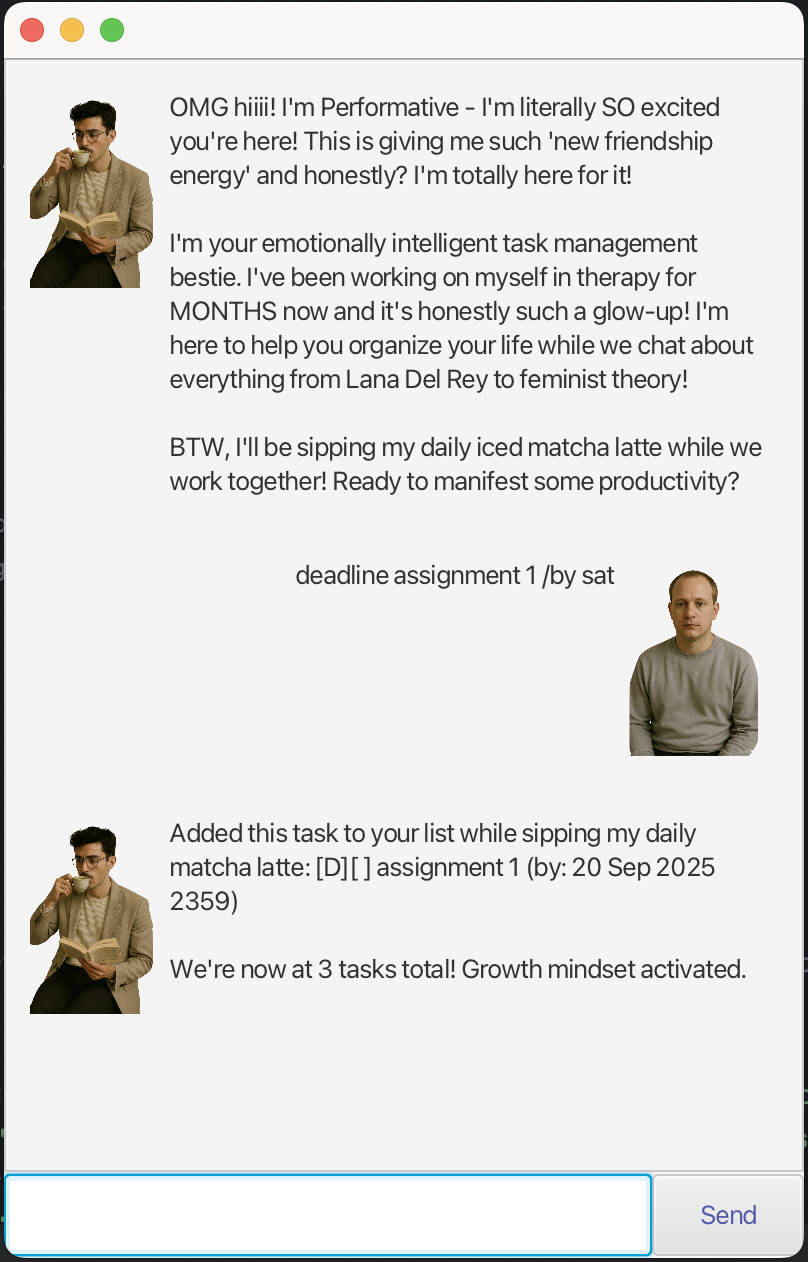 OMG hiiii! I'm Performative - I'm literally SO excited
you're here! This is giving me such 'new friendship
energy' and honestly? I'm totally here for it!
I'm your emotionally intelligent task management
bestie. I've been working on myself in therapy for
MONTHS now and it's honestly such a glow-up! I'm
here to help you organize your life while we chat about
everything from Lana Del Rey to feminist theory!
BTW, I'll be sipping my daily iced matcha latte while we
work together! Ready to manifest some productivity?
deadline assignment 1 /by sat
Added this task to your list while sipping my daily
matcha latte: [D][ ] assignment 1 (by: 20 Sep 2025
2359)
We're now at 3 tasks total! Growth mindset activated.
Send